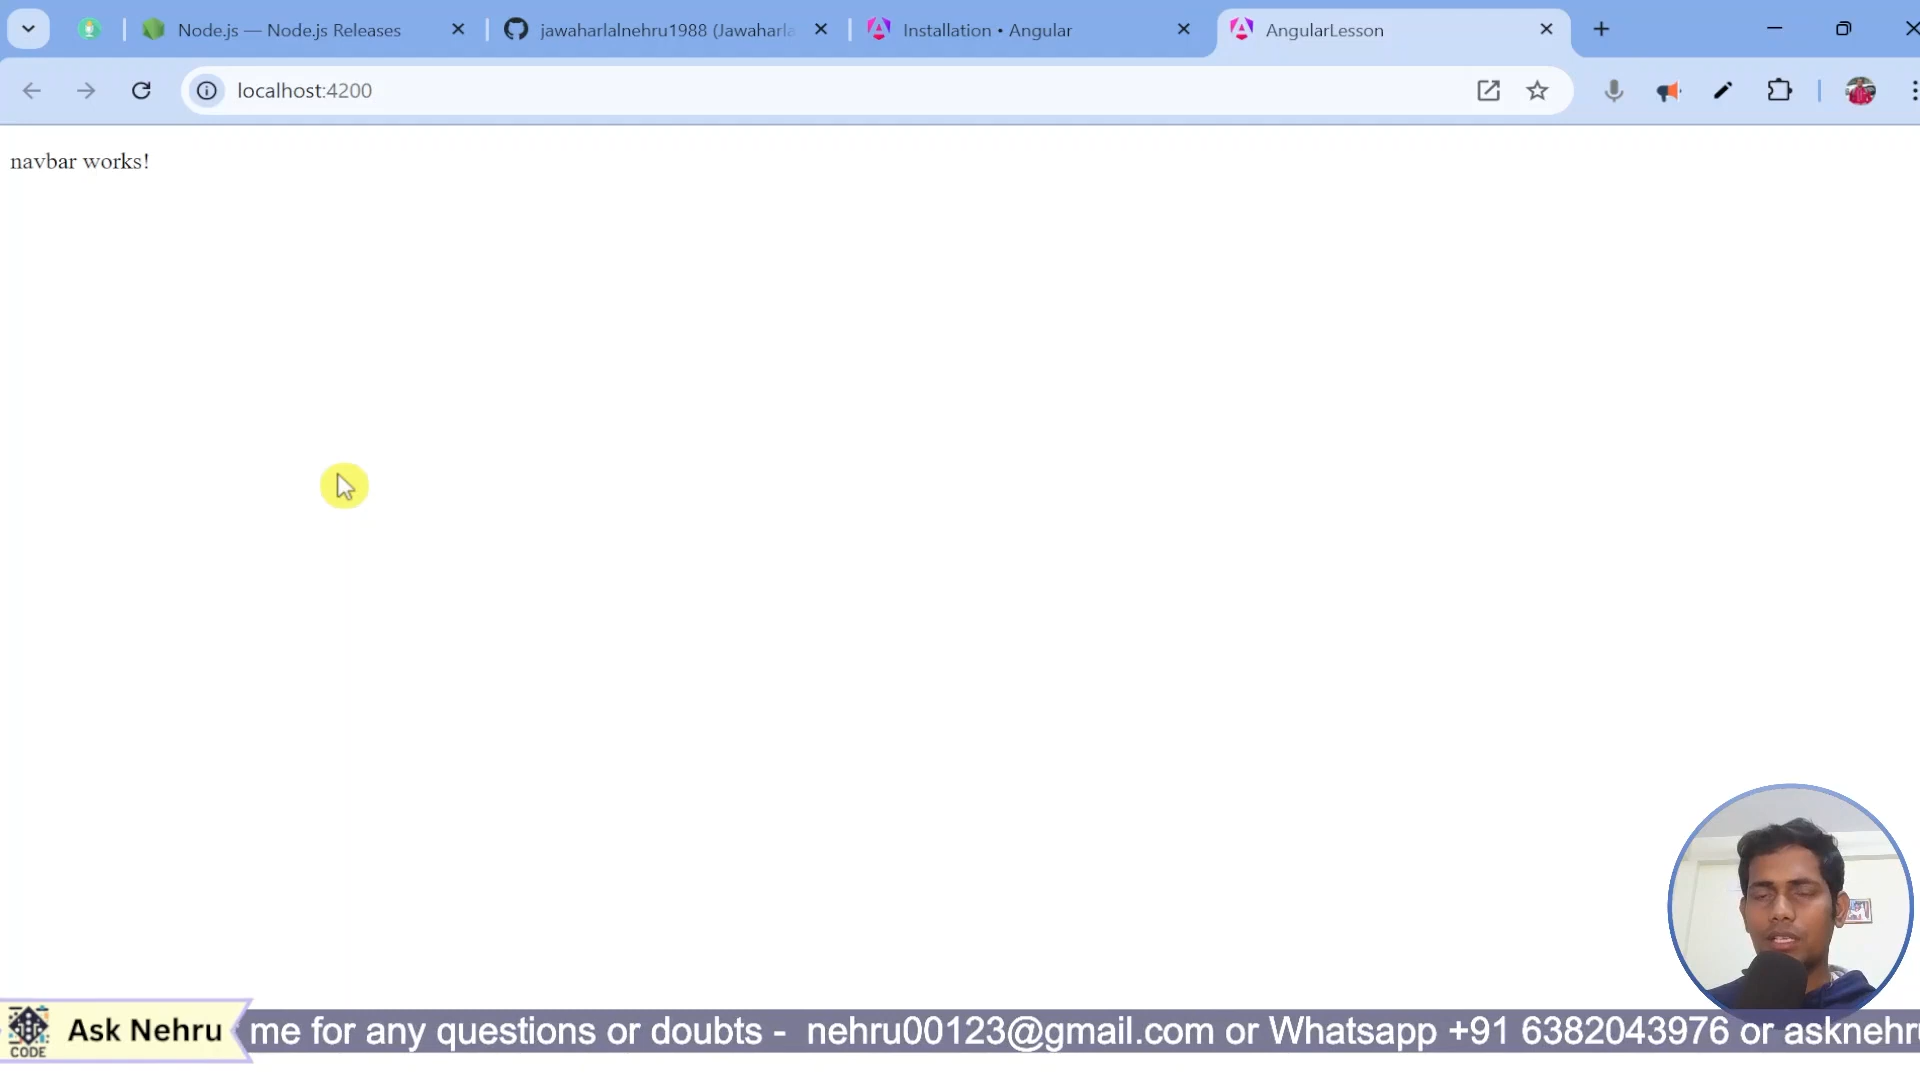 Node.js — Node.js Releases
jawaharlalnehru1988 (Jawaharla
Installation • Angular
AngularLesson
localhost:4200
navbar works!
CODE
Ask Nehru
me for any questions or doubts - nehru00123@gmail.com or Whatsapp +91 6382043976 or asknehru